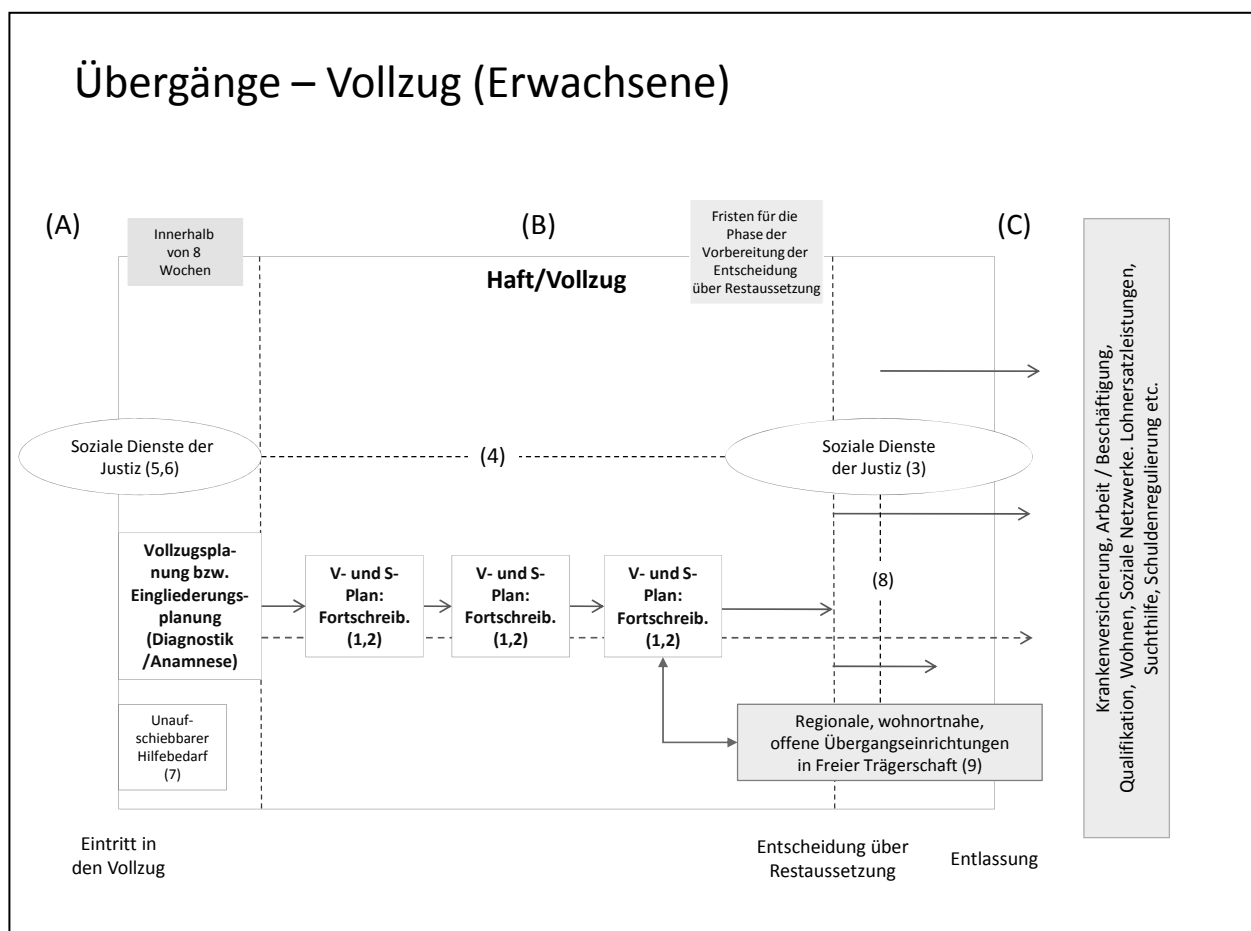 Übergänge – Vollzug (Erwachsene)
(A)
Innerhalb
von 8
Wochen
(B)
Haft/Vollzug
Fristen für die
Phase der
Vorbereitung der
Entscheidung
über Restaussetzung
(C)
Soziale Dienste der
Justiz (5,6)
(4)
Soziale Dienste
der Justiz (3)
Vollzugspla-
nung bzw.
Eingliederungs-
planung
(Diagnostik
/Anamnese)
V- und S-
Plan:
Fortschreib.
(1,2)
V- und S-
Plan:
Fortschreib.
(1,2)
V- und S-
Plan:
Fortschreib.
(1,2)
(8)
Unauf-
schiebbarer
Hilfebedarf
(7)
Regionale, wohnortnahe,
offene Übergangseinrichtungen
in Freier Trägerschaft (9)
Eintritt in
den Vollzug
Entscheidung über
Restaussetzung
Entlassung
Krankenversicherung, Arbeit / Beschäftigung,
Qualifikation, Wohnen, Soziale Netzwerke. Lohnersatzleistungen,
Suchthilfe, Schuldenregulierung etc.